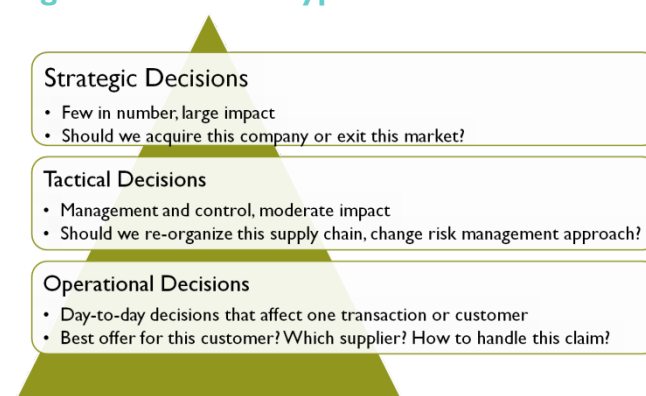 Strategic Decisions
• Few in number, large impact
• Should we acquire this company or exit this market?
Tactical Decisions
• Management and control, moderate impact
• Should we re-organize this supply chain, change risk management approach?
Operational Decisions
• Day-to-day decisions that affect one transaction or customer
• Best offer for this customer? Which supplier? How to handle this claim?